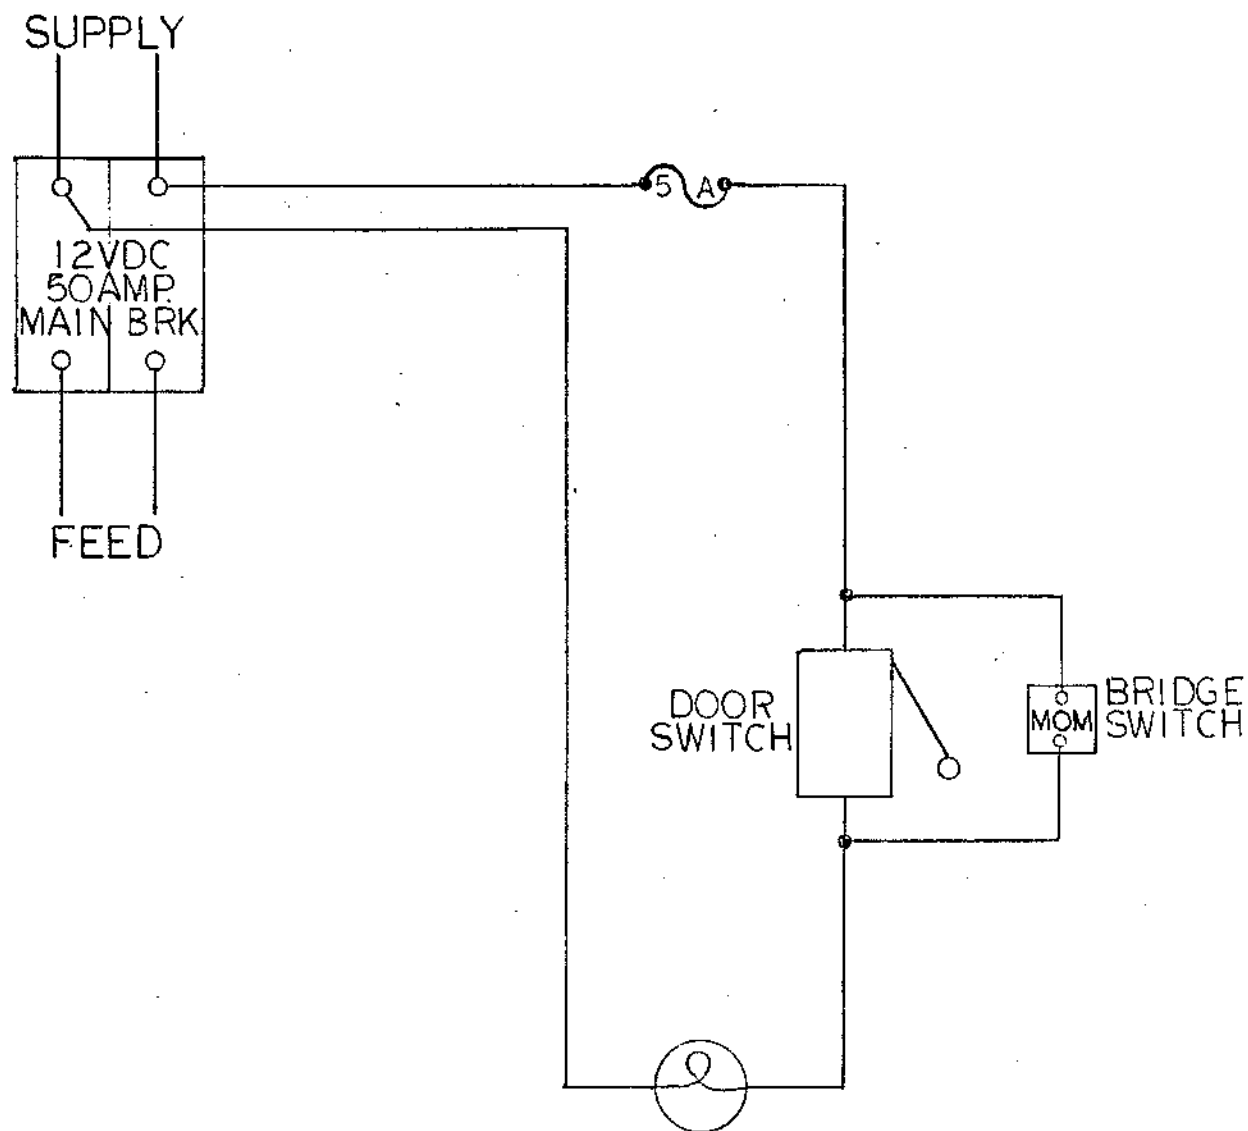 SUPPLY
5 A
12VDC
50AMP.
MAIN BRK
FEED
DOOR
SWITCH
MOM
BRIDGE
SWITCH